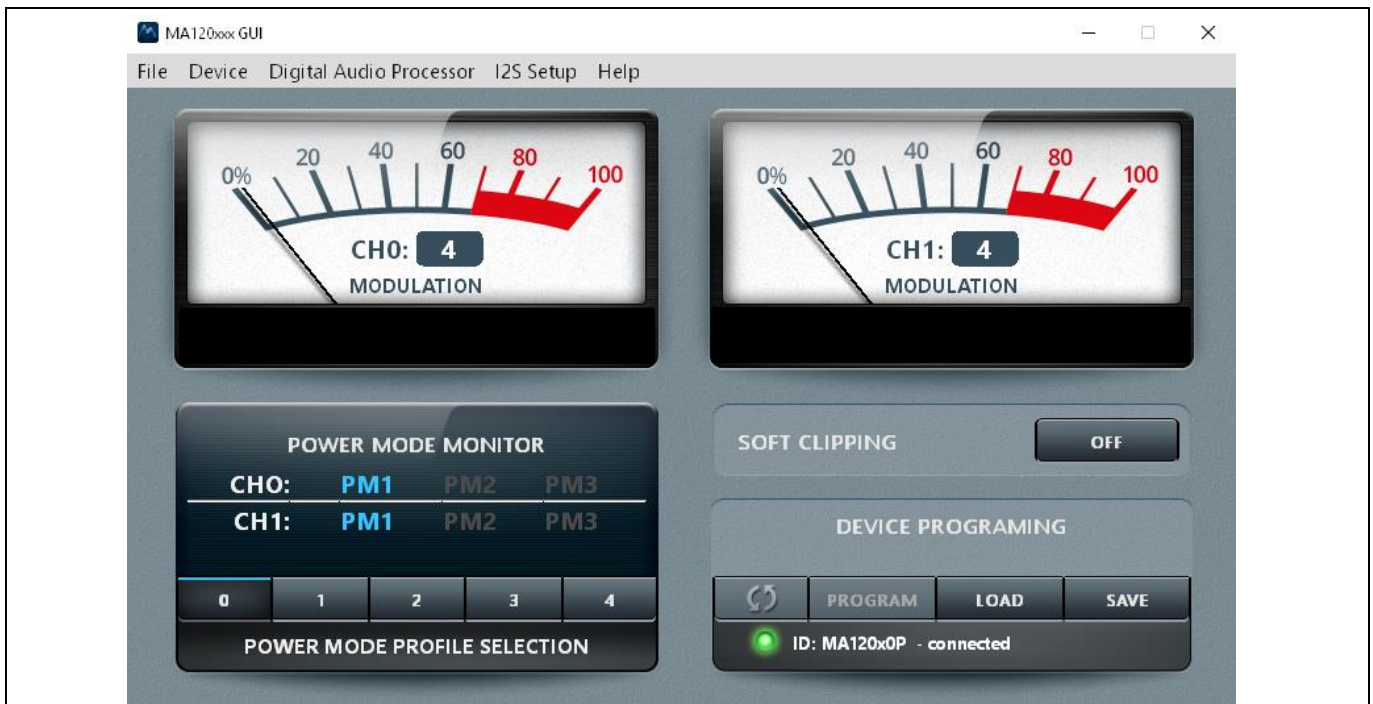 MA120xxx GUI
File Device Digital Audio Processor I2S Setup Help
0% 20 40 60 80 100
CH0: 4
MODULATION
0% 20 40 60 80 100
CH1: 4
MODULATION
POWER MODE MONITOR
CH0: PM1 PM2 PM3
CH1: PM1 PM2 PM3
0 1 2 3 4
POWER MODE PROFILE SELECTION
SOFT CLIPPING OFF
DEVICE PROGRAMING
PROGRAM LOAD SAVE
ID: MA120x0P - connected